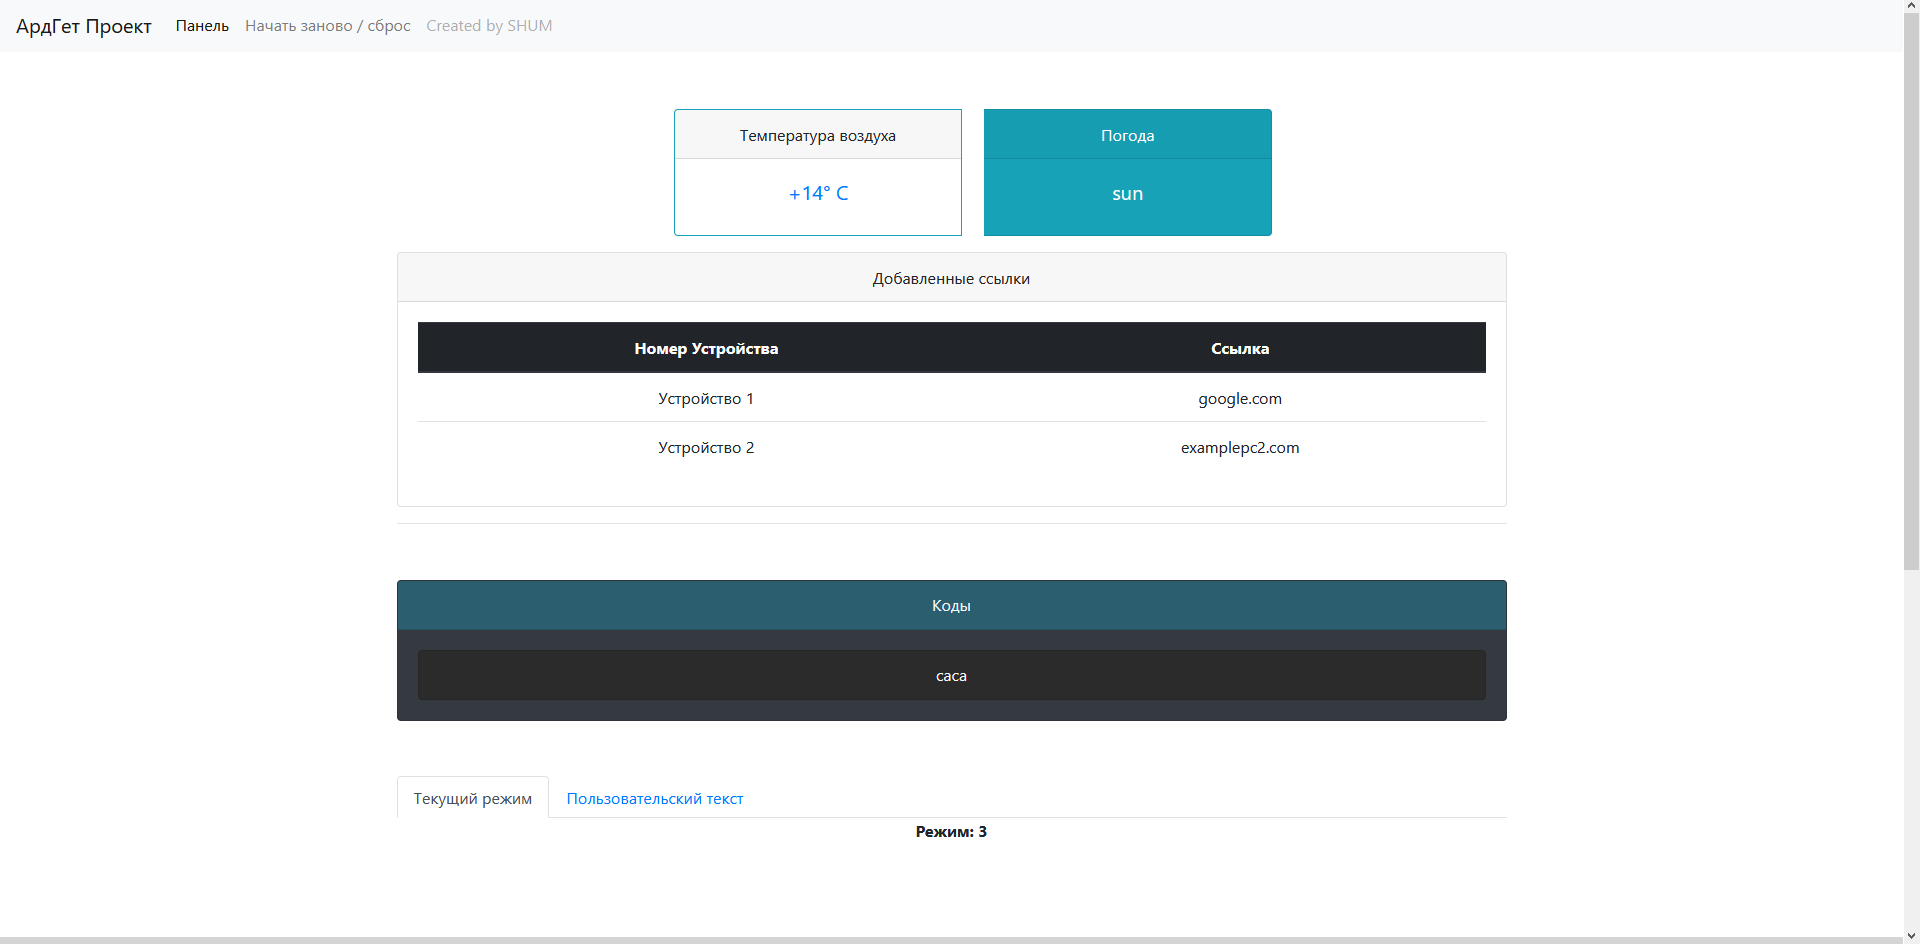 АрдГет Проект Панель Начать заново / сброс Created by SHUM
Температура воздуха Погода
+14° C sun
Добавленные ссылки
Номер Устройства Ссылка
Устройство 1 google.com
Устройство 2 examplepc2.com
Коды
caca
Текущий режим Пользовательский текст
Режим: 3